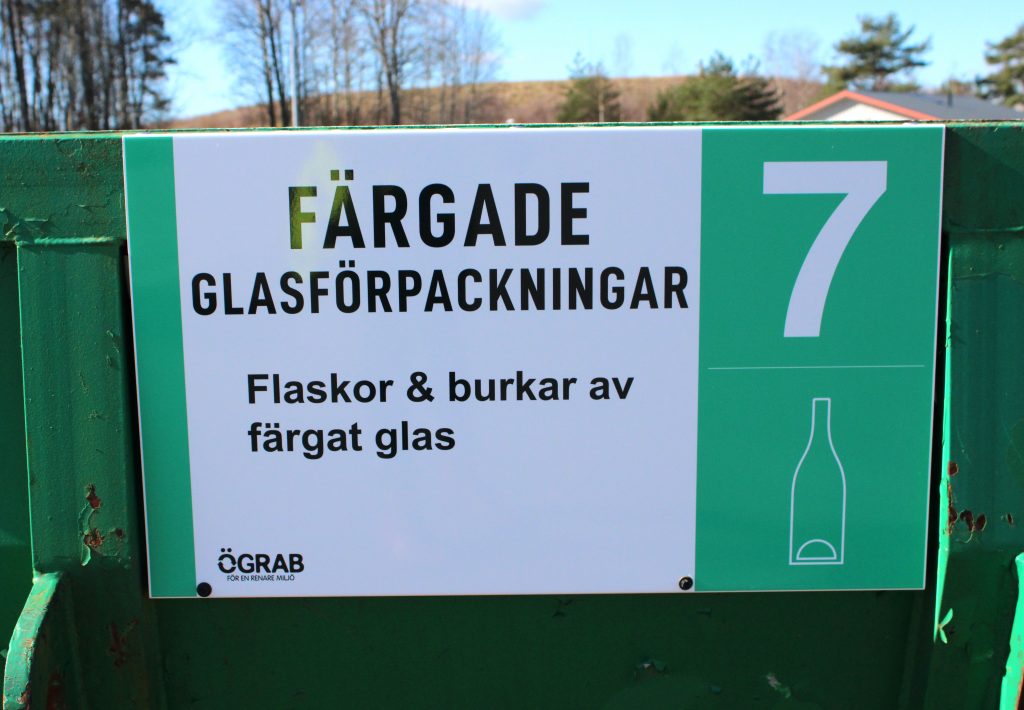 FÄRGADE
GLASFÖRPACKNINGAR
Flaskor & burkar av
färgat glas
ÖGRAB
FÖR EN RENARE MILJÖ
7